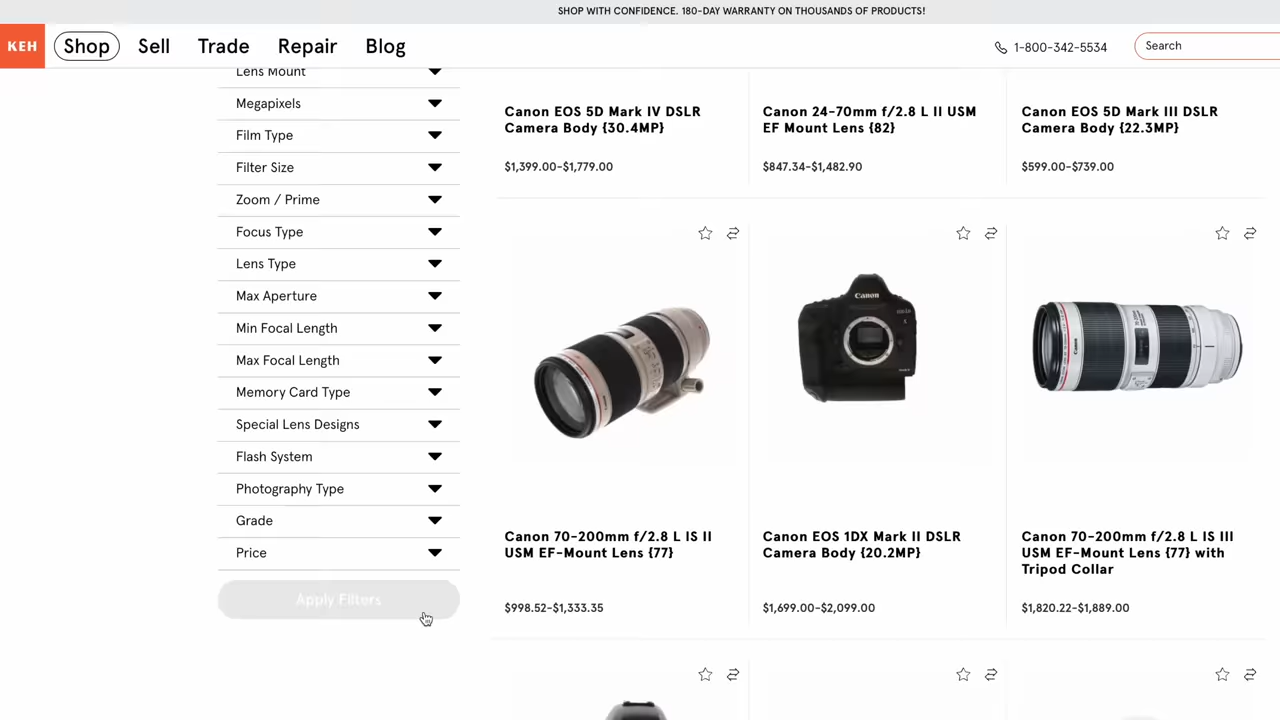 SHOP WITH CONFIDENCE. 180-DAY WARRANTY ON THOUSANDS OF PRODUCTS!
KEH
Shop
Sell
Trade
Repair
Blog
1-800-342-5534
Search
Lens Mount
Megapixels
Film Type
Filter Size
Zoom / Prime
Focus Type
Lens Type
Max Aperture
Min Focal Length
Max Focal Length
Memory Card Type
Special Lens Designs
Flash System
Photography Type
Grade
Price
Apply Filters
Canon EOS 5D Mark IV DSLR
Camera Body {30.4MP}
$1,399.00-$1,779.00
Canon 24-70mm f/2.8 L II USM
EF Mount Lens {82}
$847.34-$1,482.90
Canon EOS 5D Mark III DSLR
Camera Body {22.3MP}
$599.00-$739.00
Canon 70-200mm f/2.8 L IS II
USM EF-Mount Lens {77}
$998.52-$1,333.35
Canon
Canon EOS 1DX Mark II DSLR
Camera Body {20.2MP}
$1,699.00-$2,099.00
Canon
Canon 70-200mm f/2.8 L IS III
USM EF-Mount Lens {77} with
Tripod Collar
$1,820.22-$1,889.00